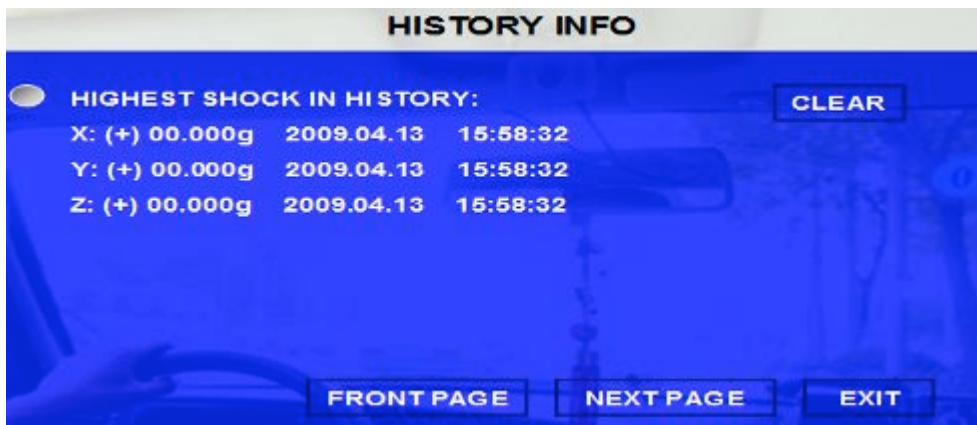 HISTORY INFO
HIGHEST SHOCK IN HISTORY:
CLEAR
X: (+) 00.000g 2009.04.13 15:58:32
Y: (+) 00.000g 2009.04.13 15:58:32
Z: (+) 00.000g 2009.04.13 15:58:32
FRONT PAGE NEXT PAGE EXIT